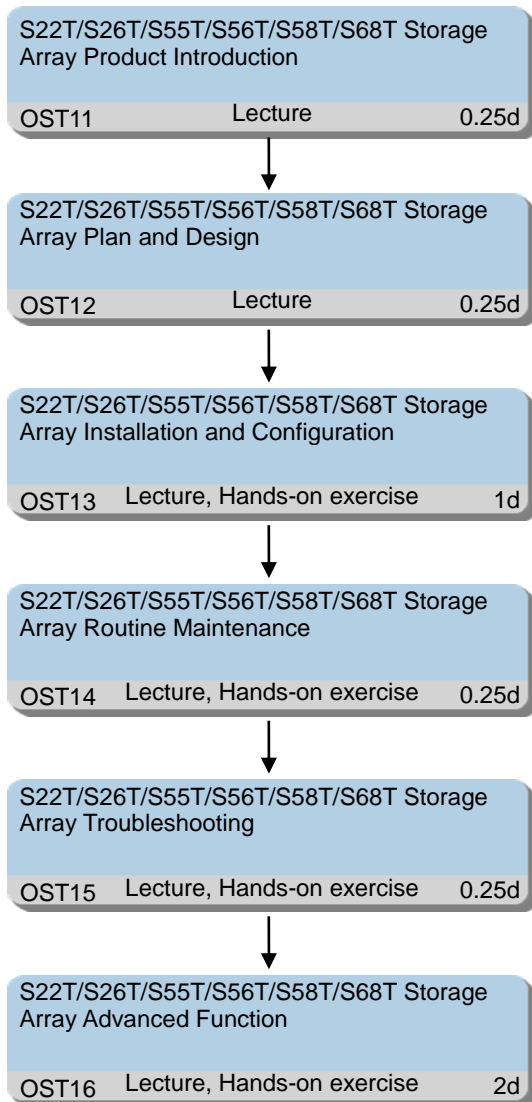 S22T/S26T/S55T/S56T/S58T/S68T Storage
Array Product Introduction
OST11 Lecture 0.25d
S22T/S26T/S55T/S56T/S58T/S68T Storage
Array Plan and Design
OST12 Lecture 0.25d
S22T/S26T/S55T/S56T/S58T/S68T Storage
Array Installation and Configuration
OST13 Lecture, Hands-on exercise 1d
S22T/S26T/S55T/S56T/S58T/S68T Storage
Array Routine Maintenance
OST14 Lecture, Hands-on exercise 0.25d
S22T/S26T/S55T/S56T/S58T/S68T Storage
Array Troubleshooting
OST15 Lecture, Hands-on exercise 0.25d
S22T/S26T/S55T/S56T/S58T/S68T Storage
Array Advanced Function
OST16 Lecture, Hands-on exercise 2d